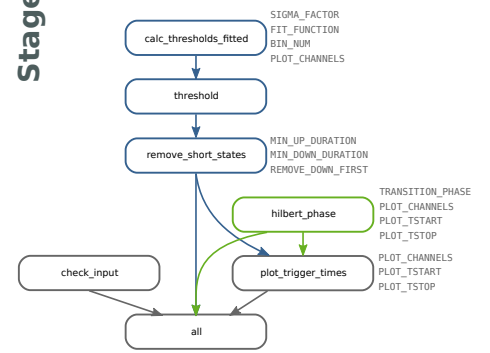 Stage
calc_thresholds_fitted
SIGMA_FACTOR
FIT_FUNCTION
BIN_NUM
PLOT_CHANNELS
threshold
remove_short_states
MIN_UP_DURATION
MIN_DOWN_DURATION
REMOVE_DOWN_FIRST
hilbert_phase
TRANSITION_PHASE
PLOT_CHANNELS
PLOT_TSTART
PLOT_TSTOP
check_input
plot_trigger_times
PLOT_CHANNELS
PLOT_TSTART
PLOT_TSTOP
all